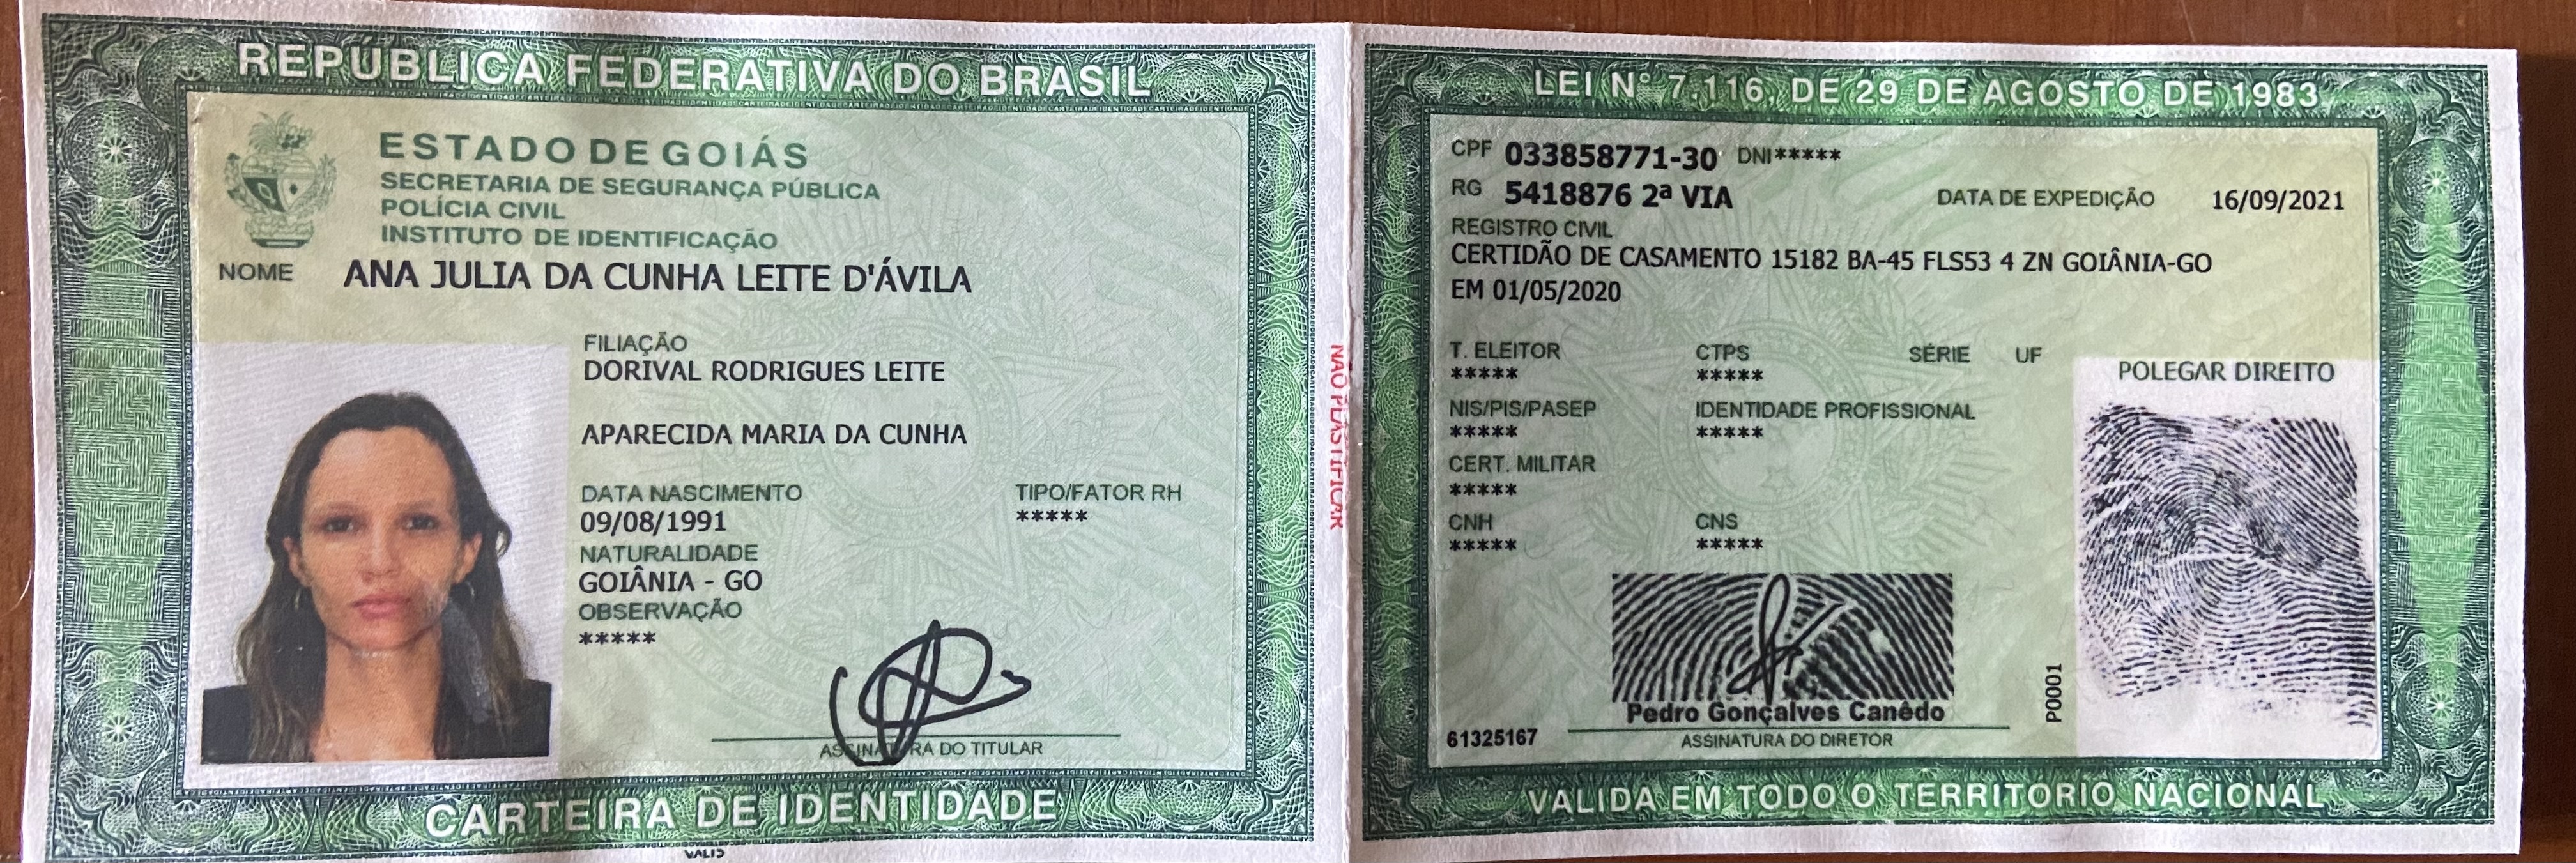 REPÚBLICA FEDERATIVA DO BRASIL
ESTADO DE GOIÁS
SECRETARIA DE SEGURANÇA PÚBLICA
POLÍCIA CIVIL
INSTITUTO DE IDENTIFICAÇÃO
NOME ANA JULIA DA CUNHA LEITE D'ÁVILA
FILIAÇÃO
DORIVAL RODRIGUES LEITE
APARECIDA MARIA DA CUNHA
DATA NASCIMENTO TIPO/FATOR RH
09/08/1991 *****
NATURALIDADE
GOIÂNIA - GO
OBSERVAÇÃO
*****
ASSINATURA DO TITULAR
CARTEIRA DE IDENTIDADE
NÃO PLASTIFICAR
LEI Nº 7.116, DE 29 DE AGOSTO DE 1983
CPF 033858771-30 DNI*****
RG 5418876 2ª VIA DATA DE EXPEDIÇÃO 16/09/2021
REGISTRO CIVIL
CERTIDÃO DE CASAMENTO 15182 BA-45 FLS53 4 ZN GOIÂNIA-GO
EM 01/05/2020
T. ELEITOR CTPS SÉRIE UF
***** *****
POLEGAR DIREITO
NIS/PIS/PASEP IDENTIDADE PROFISSIONAL
***** *****
CERT. MILITAR
*****
CNH CNS
***** *****
Pedro Gonçalves Canêdo
61325167 ASSINATURA DO DIRETOR
P0001
VALIDA EM TODO O TERRITORIO NACIONAL